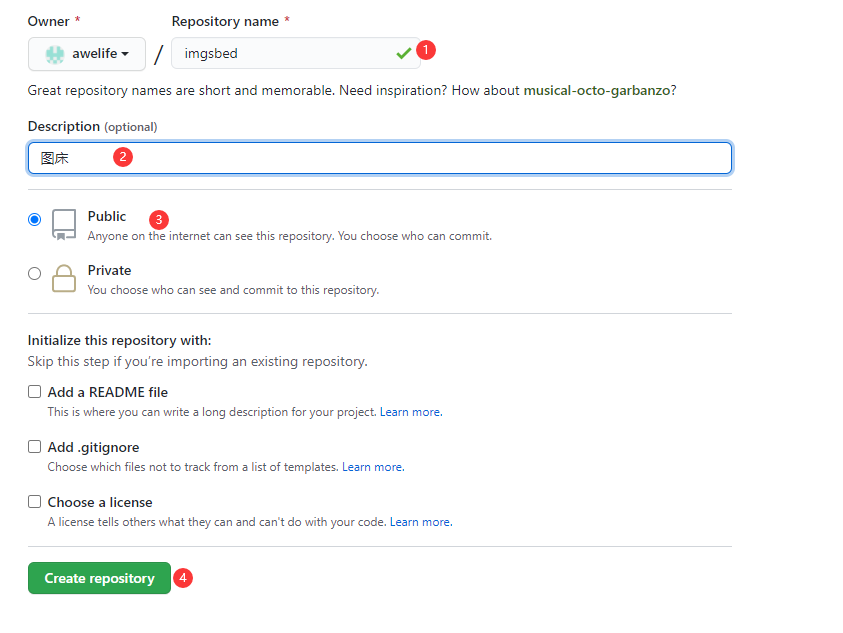 Owner * Repository name *
awelife / imgsbed 1
Great repository names are short and memorable. Need inspiration? How about musical-octo-garbanzo?
Description (optional)
图床 2
Public 3
Anyone on the internet can see this repository. You choose who can commit.
Private
You choose who can see and commit to this repository.
Initialize this repository with:
Skip this step if you’re importing an existing repository.
Add a README file
This is where you can write a long description for your project. Learn more.
Add .gitignore
Choose which files not to track from a list of templates. Learn more.
Choose a license
A license tells others what they can and can't do with your code. Learn more.
Create repository 4